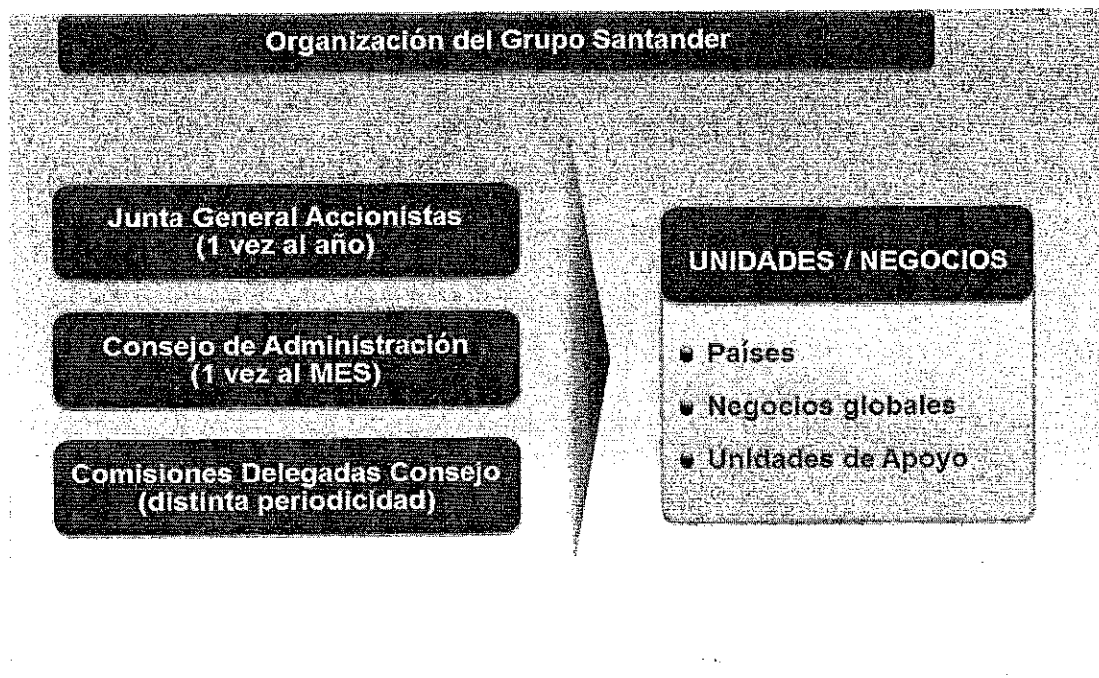 Organización del Grupo Santander
Junta General Accionistas
(1 vez al año)
Consejo de Administración
(1 vez al MES)
Comisiones Delegadas Consejo
(distinta periodicidad)
UNIDADES / NEGOCIOS
Países
Negocios globales
Unidades de Apoyo